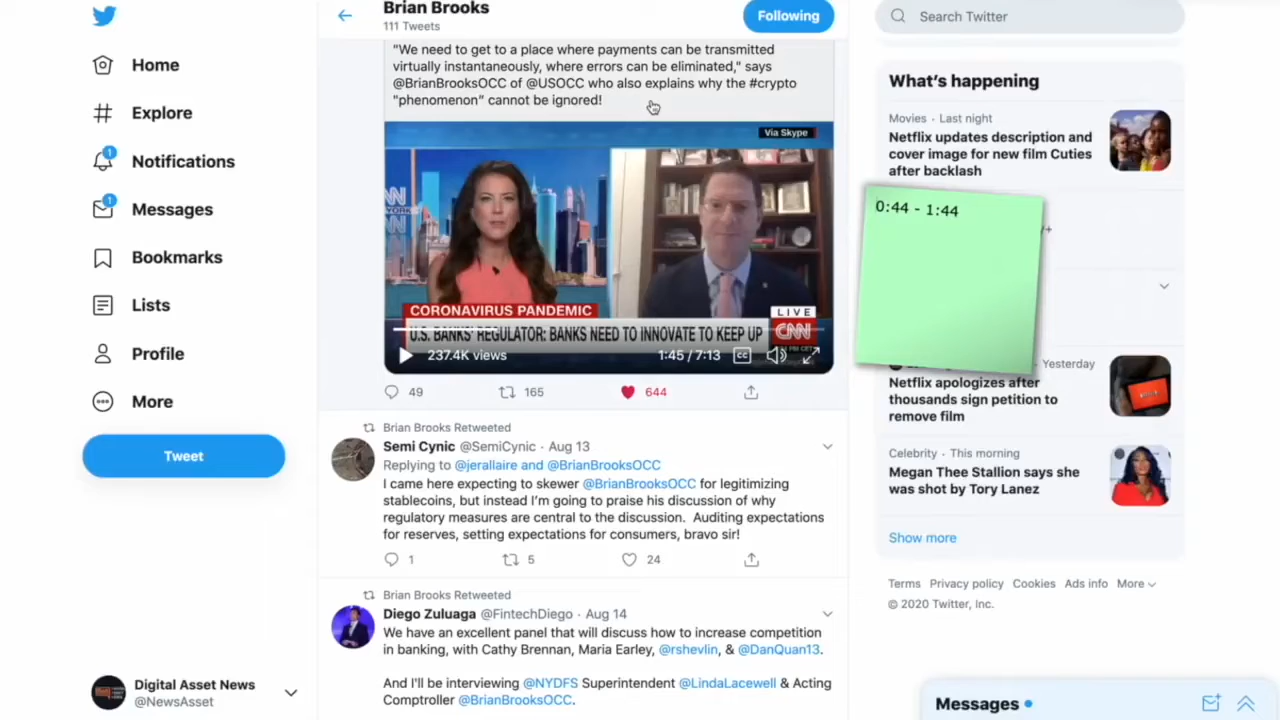 Brian Brooks
111 Tweets
Following
Search Twitter
Home
Explore
1
Notifications
1
Messages
Bookmarks
Lists
Profile
More
Tweet
Digital Asset News
@NewsAsset
"We need to get to a place where payments can be transmitted
virtually instantaneously, where errors can be eliminated," says
@BrianBrooksOCC of @USOCC who also explains why the #crypto
"phenomenon" cannot be ignored!
Via Skype
CORONAVIRUS PANDEMIC
U.S. BANKS' REGULATOR: BANKS NEED TO INNOVATE TO KEEP UP
LIVE
CNN
237.4K views
1:45 / 7:13
CC
49
165
644
Brian Brooks Retweeted
Semi Cynic @SemiCynic · Aug 13
Replying to @jerallaire and @BrianBrooksOCC
I came here expecting to skewer @BrianBrooksOCC for legitimizing
stablecoins, but instead I'm going to praise his discussion of why
regulatory measures are central to the discussion. Auditing expectations
for reserves, setting expectations for consumers, bravo sir!
1
5
24
Brian Brooks Retweeted
Diego Zuluaga @FintechDiego · Aug 14
We have an excellent panel that will discuss how to increase competition
in banking, with Cathy Brennan, Maria Earley, @rshevlin, & @DanQuan13.
And I'll be interviewing @NYDFS Superintendent @LindaLacewell & Acting
Comptroller @BrianBrooksOCC.
What's happening
Movies · Last night
Netflix updates description and
cover image for new film Cuties
after backlash
0:44 - 1:44
Yesterday
Netflix apologizes after
thousands sign petition to
remove film
Celebrity · This morning
Megan Thee Stallion says she
was shot by Tory Lanez
Show more
Terms Privacy policy Cookies Ads info More
© 2020 Twitter, Inc.
Messages